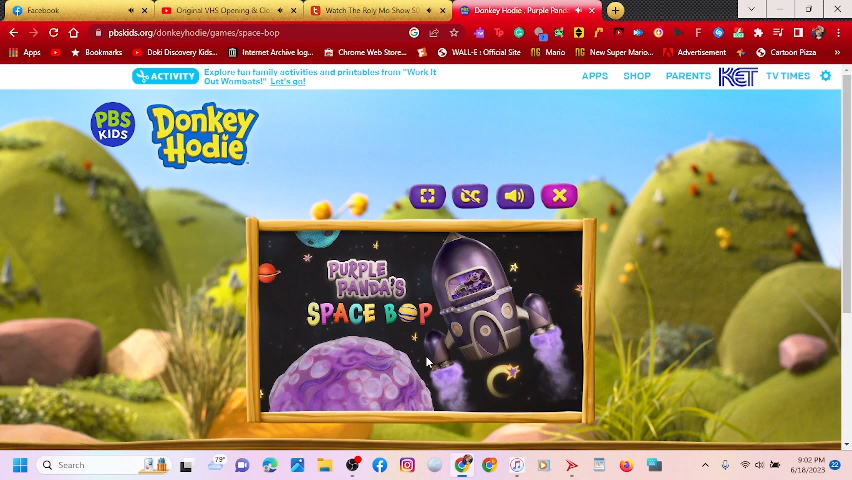 Facebook
Original VHS Opening & Clo
Watch The Roly Mo Show S0
Donkey Hodie . Purple Pand
pbskids.org/donkeyhodie/games/space-bop
Apps
Bookmarks
Doki Discovery Kids...
Internet Archive log...
Chrome Web Store...
WALL-E : Official Site
Mario
New Super Mario...
Advertisement
Cartoon Pizza
»
ACTIVITY
Explore fun family activities and printables from "Work It
Out Wombats!" Let's go!
APPS
SHOP
PARENTS
KET
TV TIMES
PBS
KIDS
Donkey
Hodie
PURPLE
PANDA'S
SPACE BOP
79°
Search
9:02 PM
6/18/2023
22